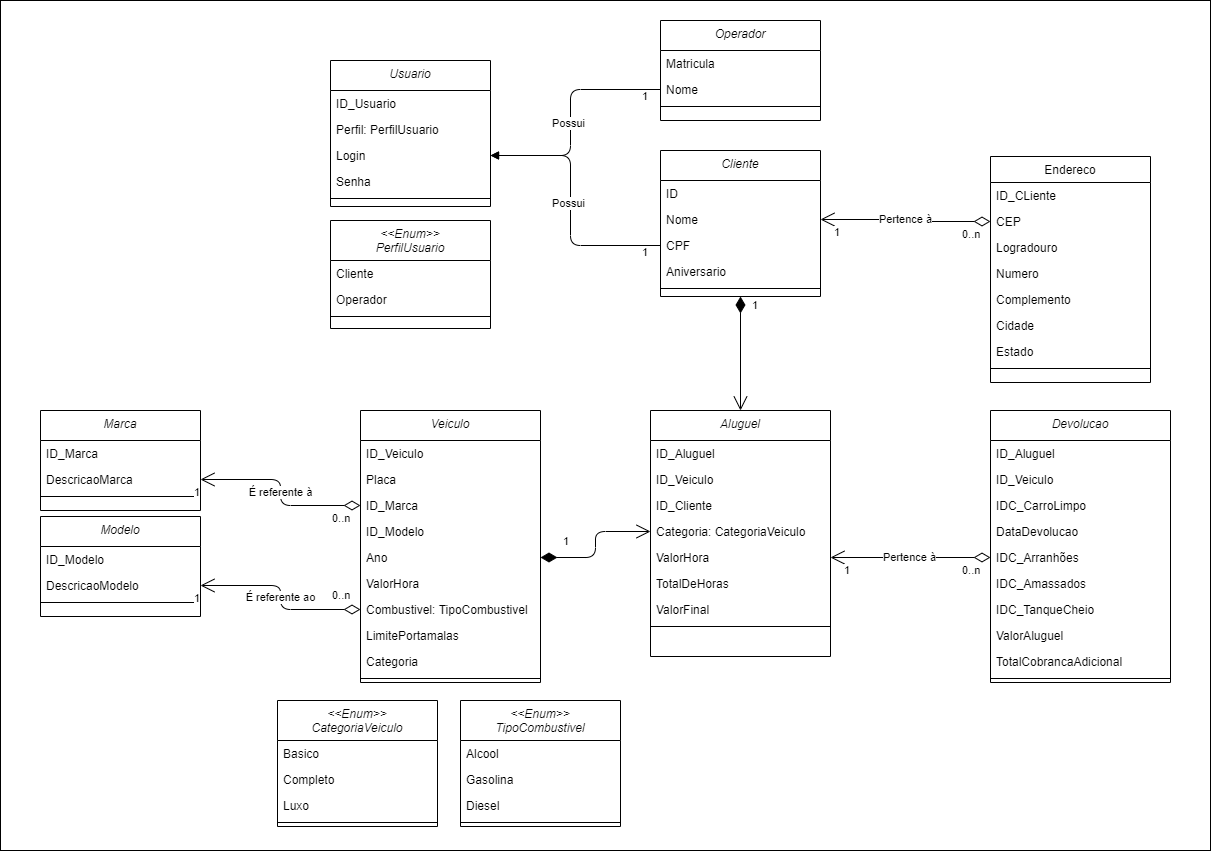 Operador
Matricula
Nome
1
Usuario
ID_Usuario
Perfil: PerfilUsuario
Login
Senha
Possui
Possui
Cliente
ID
Nome
CPF
Aniversario
1
1
Endereco
ID_CLiente
CEP
Logradouro
Numero
Complemento
Cidade
Estado
Pertence à
1
0..n
<<Enum>>
PerfilUsuario
Cliente
Operador
Marca
ID_Marca
DescricaoMarca
1
É referente à
0..n
Modelo
ID_Modelo
DescricaoModelo
1
É referente ao
0..n
Veiculo
ID_Veiculo
Placa
ID_Marca
ID_Modelo
Ano
ValorHora
Combustivel: TipoCombustivel
LimitePortamalas
Categoria
1
Aluguel
ID_Aluguel
ID_Veiculo
ID_Cliente
Categoria: CategoriaVeiculo
ValorHora
TotalDeHoras
ValorFinal
Pertence à
1
0..n
Devolucao
ID_Aluguel
ID_Veiculo
IDC_CarroLimpo
DataDevolucao
IDC_Arranhões
IDC_Amassados
IDC_TanqueCheio
ValorAluguel
TotalCobrancaAdicional
<<Enum>>
CategoriaVeiculo
Basico
Completo
Luxo
<<Enum>>
TipoCombustivel
Alcool
Gasolina
Diesel